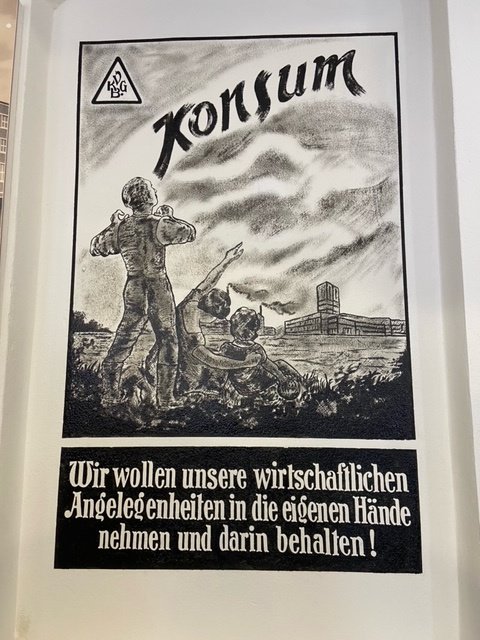 Konsum
Wir wollen unsere wirtschaftlichen
Angelegenheiten in die eigenen Hände
nehmen und darin behalten!